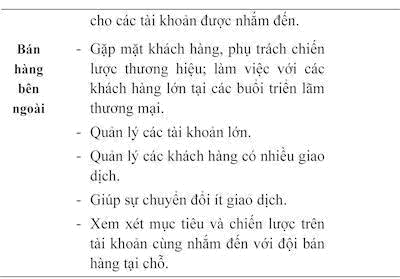 cho các tài khoản được nhắm đến.
Bán hàng bên ngoài
- Gặp mặt khách hàng, phụ trách chiến
lược thương hiệu; làm việc với các
khách hàng lớn tại các buổi triển lãm
thương mại.
- Quản lý các tài khoản lớn.
- Quản lý các khách hàng có nhiều giao
dịch.
- Giúp sự chuyển đổi ít giao dịch.
- Xem xét mục tiêu và chiến lược trên
tài khoản cùng nhắm đến với đội bán
hàng tại chỗ.